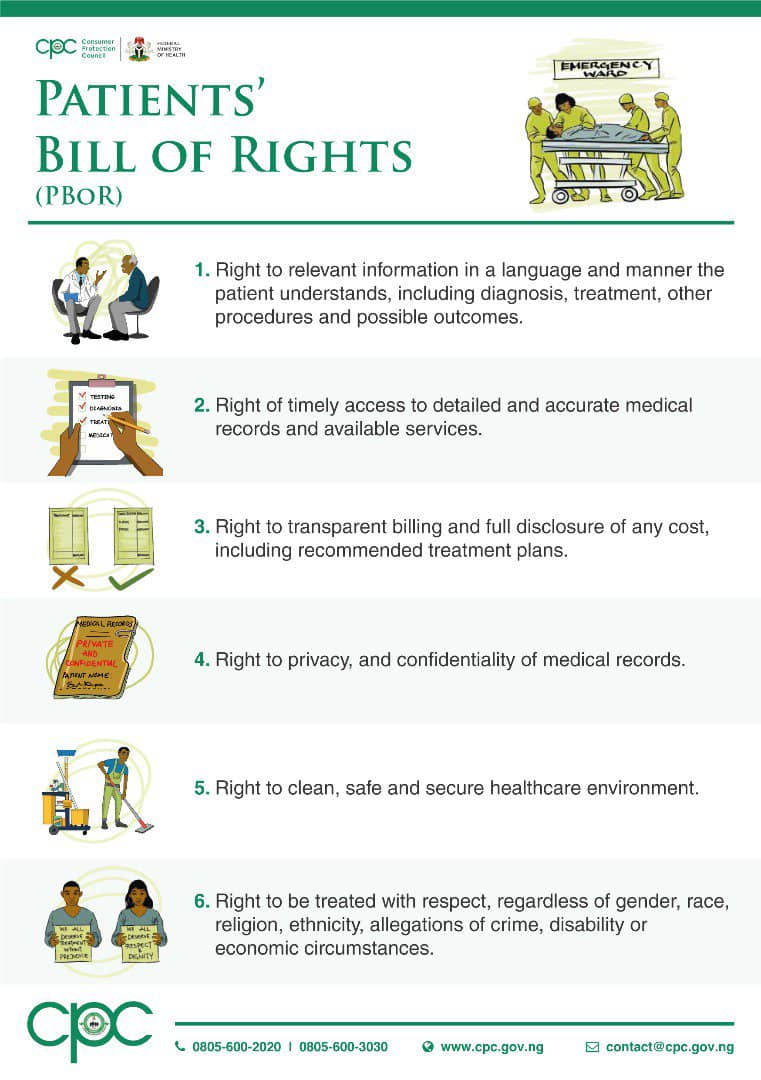 cpc Consumer
Protection
Council
FEDERAL
MINISTRY
OF HEALTH
PATIENTS’
BILL OF RIGHTS
(PBOR)
EMERGENCY
WARD
1. Right to relevant information in a language and manner the
patient understands, including diagnosis, treatment, other
procedures and possible outcomes.
TESTING
DIAGNOSIS
TREAT
MEDICAT
2. Right of timely access to detailed and accurate medical
records and available services.
3. Right to transparent billing and full disclosure of any cost,
including recommended treatment plans.
MEDICAL RECORDS
PRIVATE
AND
CONFIDENTIAL
PATIENT NAME
4. Right to privacy, and confidentiality of medical records.
5. Right to clean, safe and secure healthcare environment.
WE ALL
DESERVE
TREATMENT
WITHOUT
PREJUDICE
WE ALL
DESERVE
RESPECT
&
DIGNITY
6. Right to be treated with respect, regardless of gender, race,
religion, ethnicity, allegations of crime, disability or
economic circumstances.
cpc
0805-600-2020 | 0805-600-3030 www.cpc.gov.ng contact@cpc.gov.ng